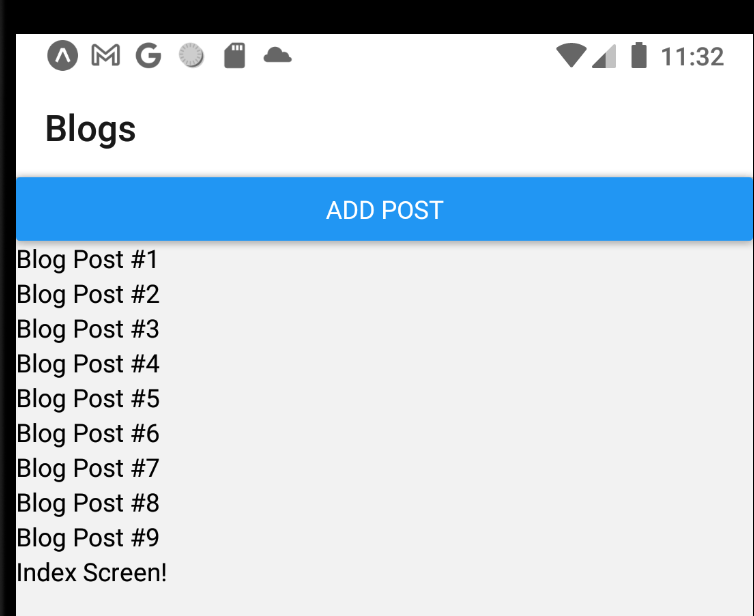 11:32
Blogs
ADD POST
Blog Post #1
Blog Post #2
Blog Post #3
Blog Post #4
Blog Post #5
Blog Post #6
Blog Post #7
Blog Post #8
Blog Post #9
Index Screen!